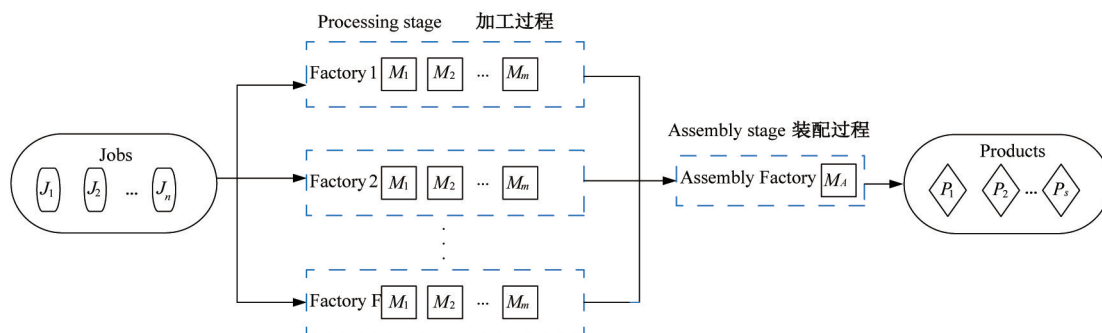 Processing stage 加工过程
Factory 1 M₁ M₂ ... Mₘ
Assembly stage 装配过程
Jobs
J₁ J₂ ... Jₙ
Factory 2 M₁ M₂ ... Mₘ
Assembly Factory M_A
Products
P₁ P₂ ... Pₛ
Factory F M₁ M₂ ... Mₘ